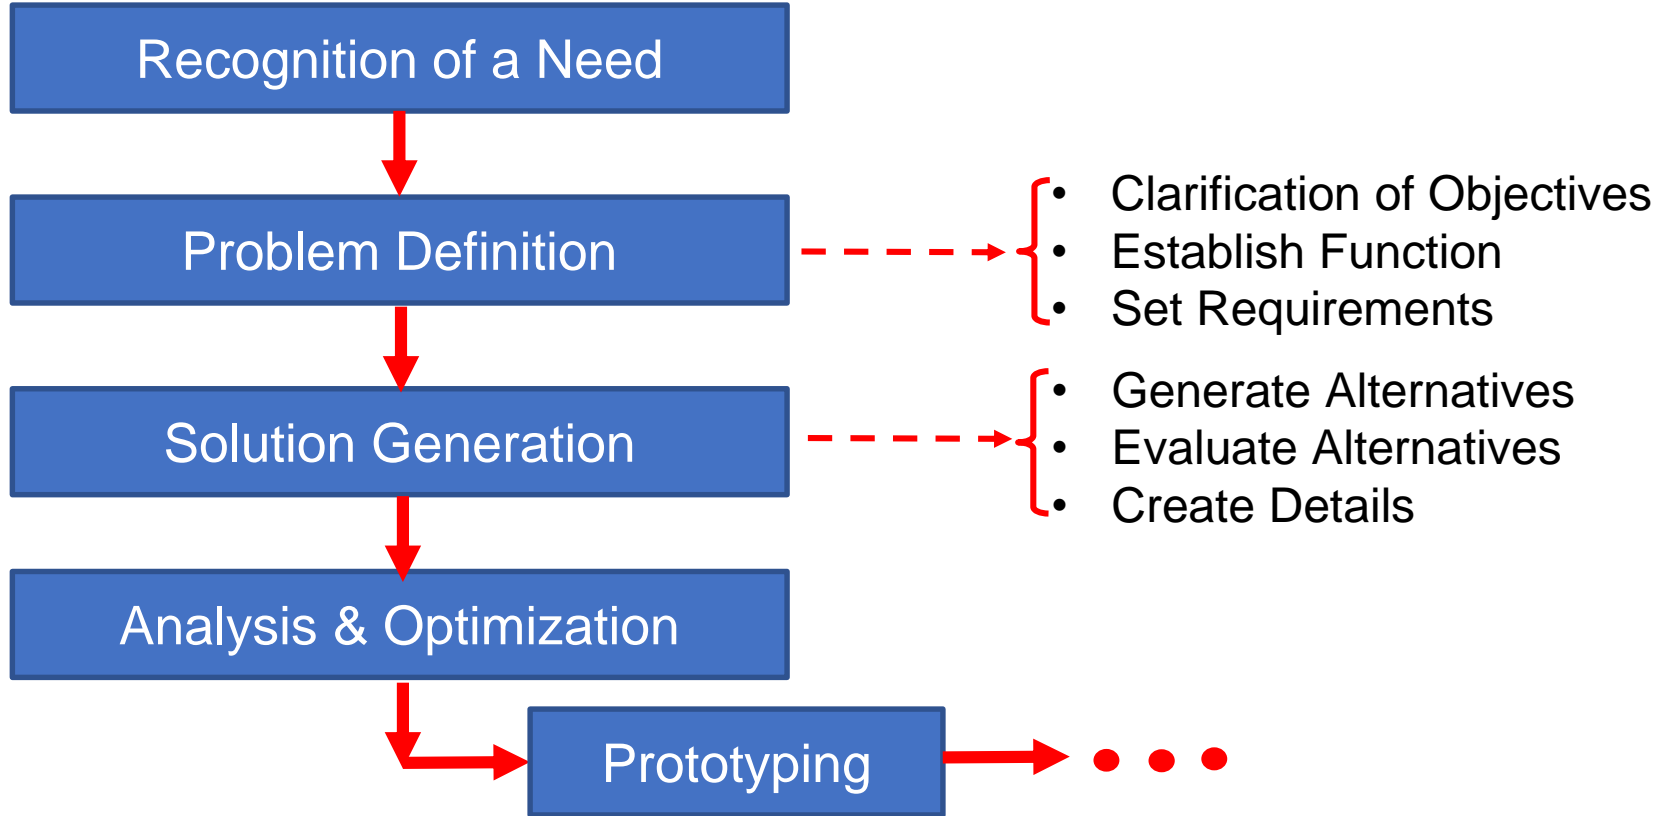 Recognition of a Need
Problem Definition
• Clarification of Objectives
• Establish Function
• Set Requirements
Solution Generation
• Generate Alternatives
• Evaluate Alternatives
• Create Details
Analysis & Optimization
Prototyping